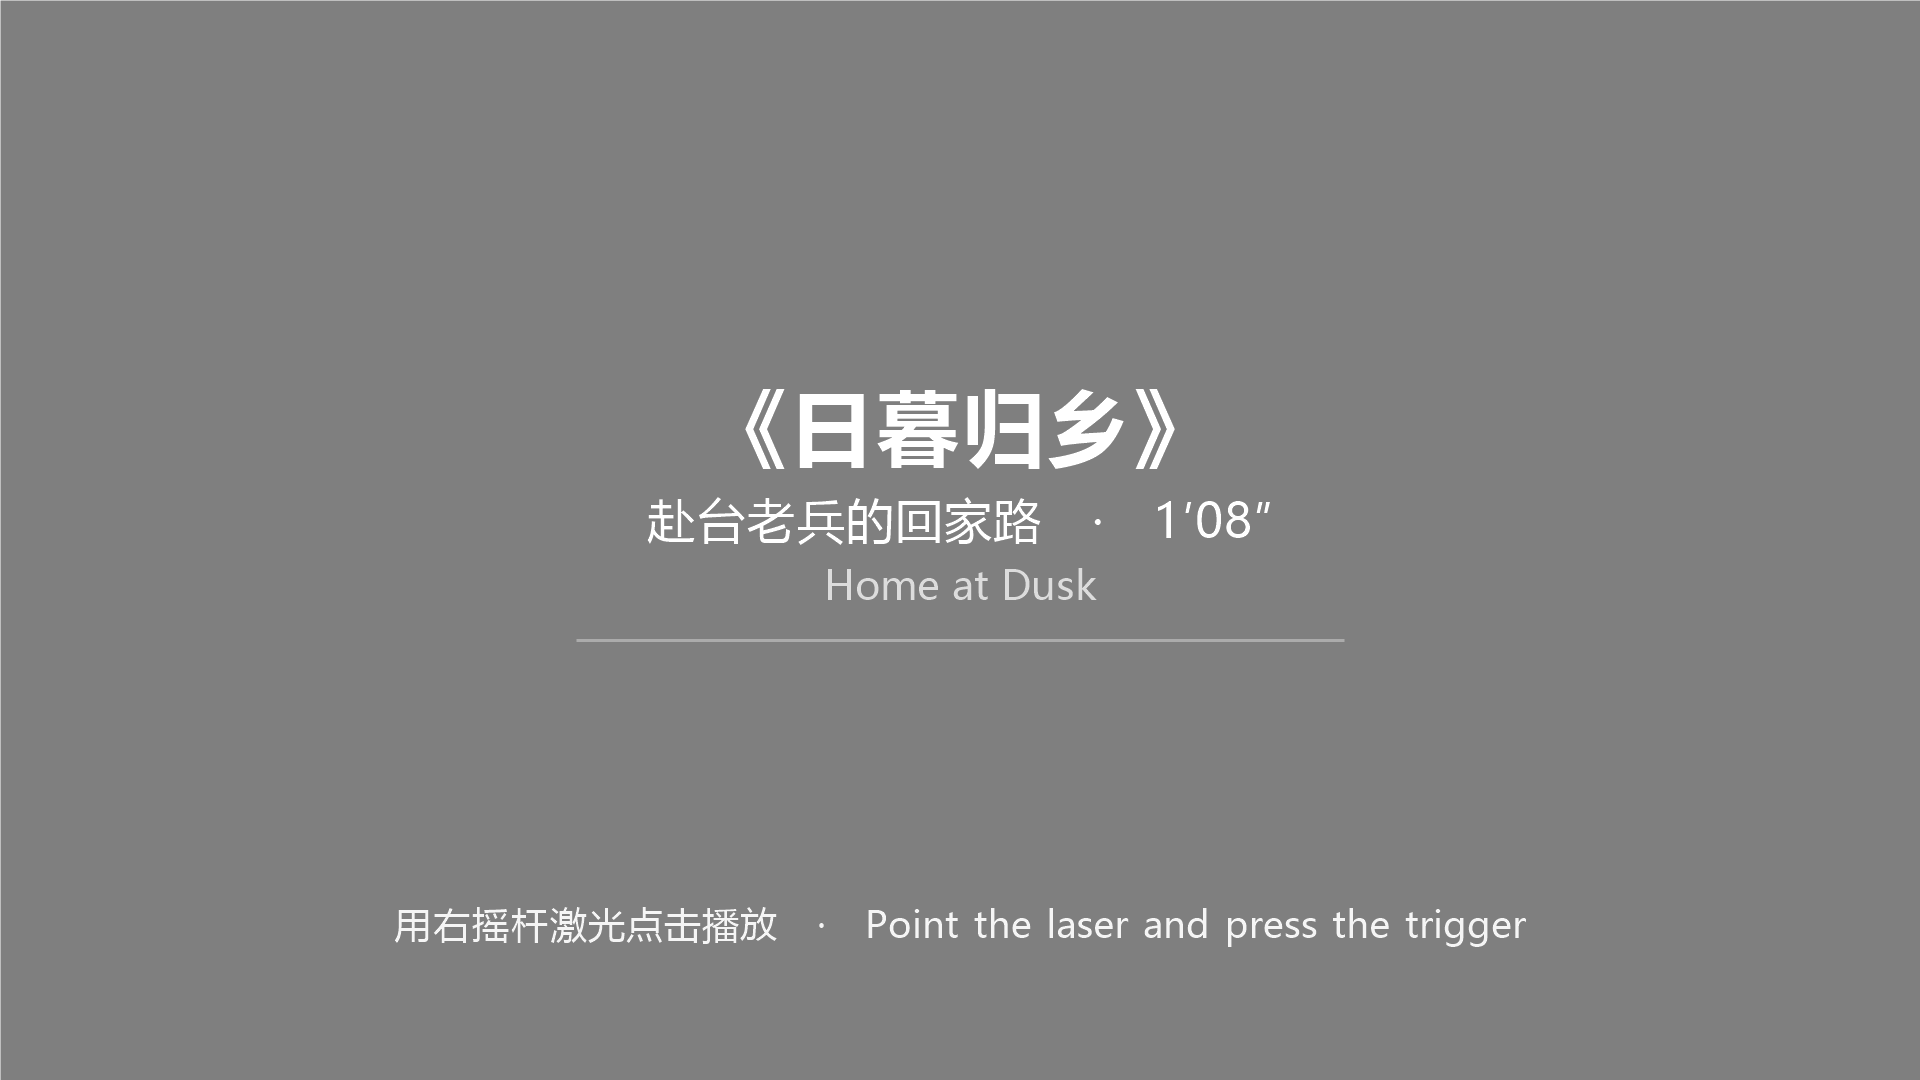 《日暮归乡》
赴台老兵的回家路 · 1′08″
Home at Dusk
用右摇杆激光点击播放 · Point the laser and press the trigger